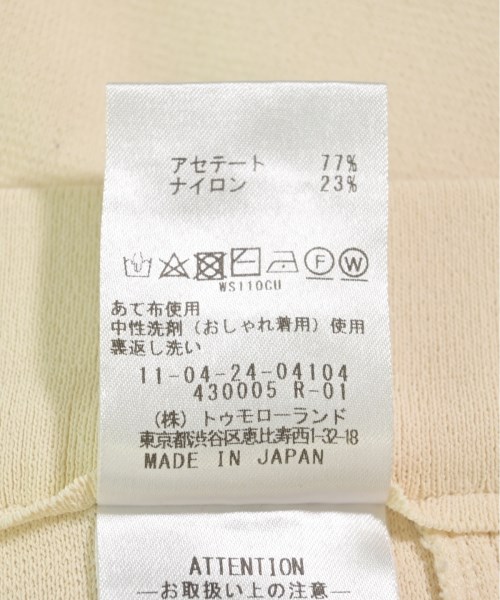 アセテート 77%
ナイロン 23%
F W
WS110CU
あて布使用
中性洗剤（おしゃれ着用）使用
裏返し洗い
11-04-24-04104
430005 R-01
（株）トゥモローランド
東京都渋谷区恵比寿西1-32-18
MADE IN JAPAN
ATTENTION
―お取扱い上の注意―